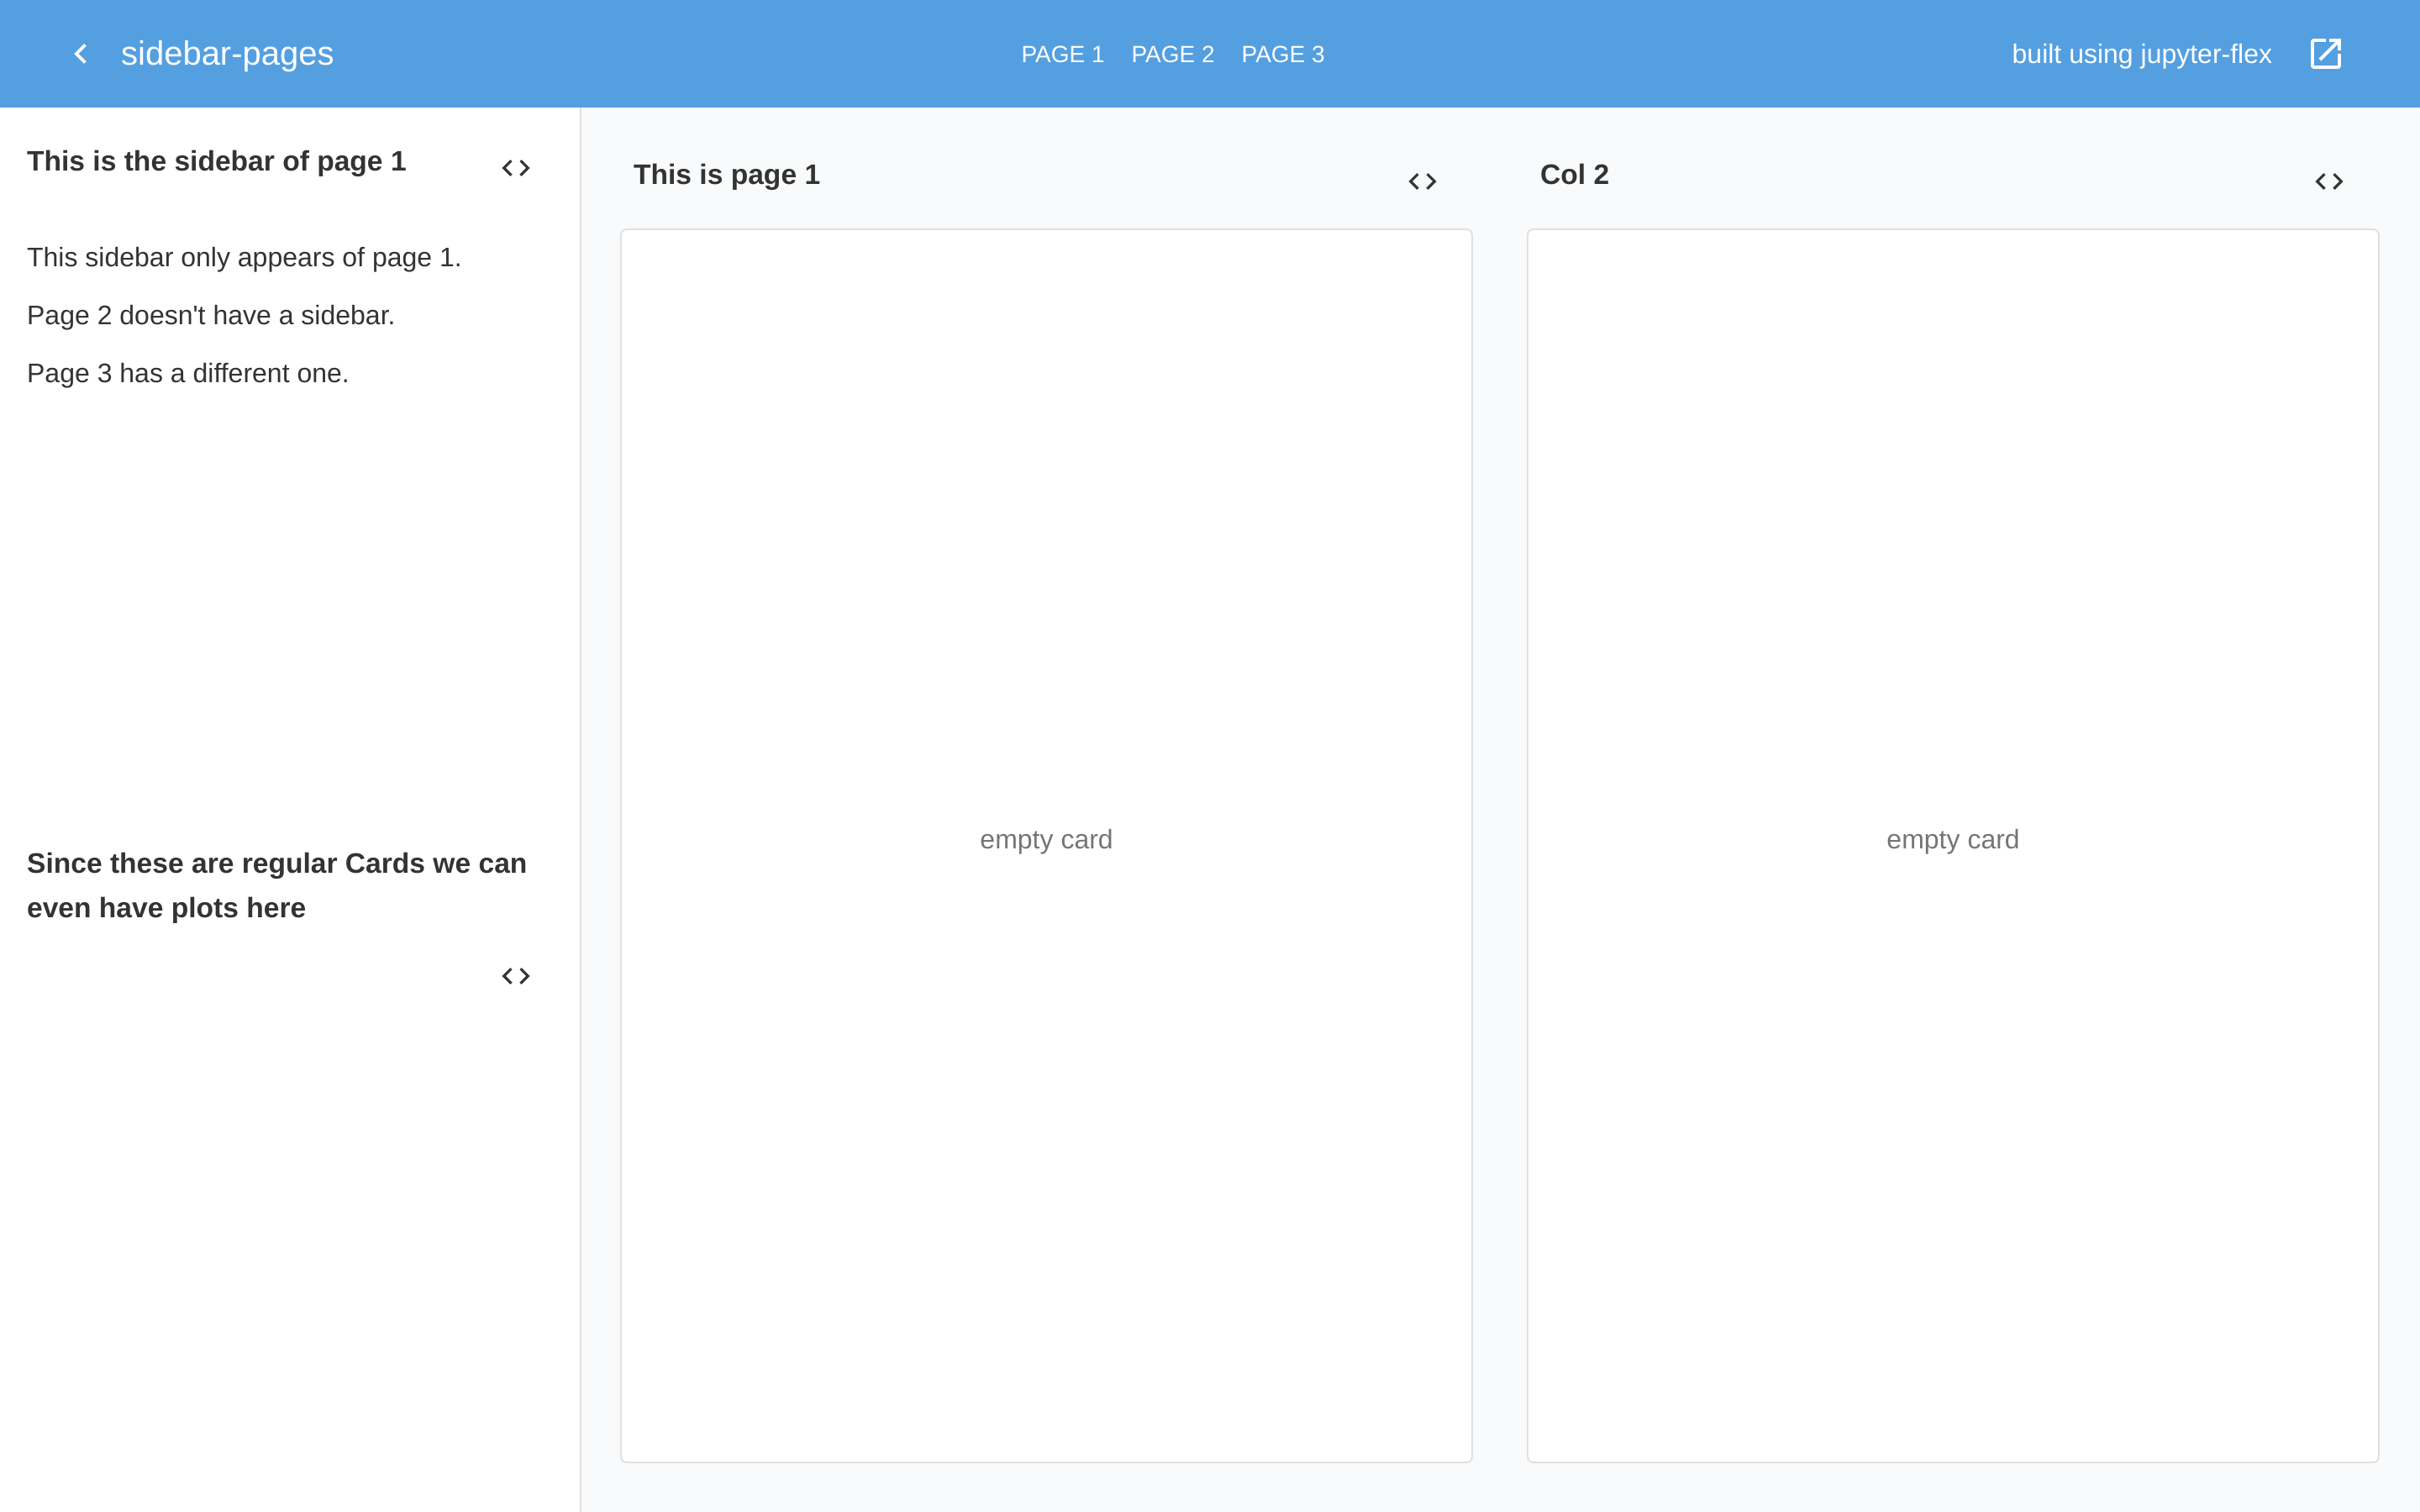 sidebar-pages
PAGE 1 PAGE 2 PAGE 3
built using jupyter-flex
This is the sidebar of page 1
This sidebar only appears of page 1.
Page 2 doesn't have a sidebar.
Page 3 has a different one.
Since these are regular Cards we can
even have plots here
This is page 1
empty card
Col 2
empty card